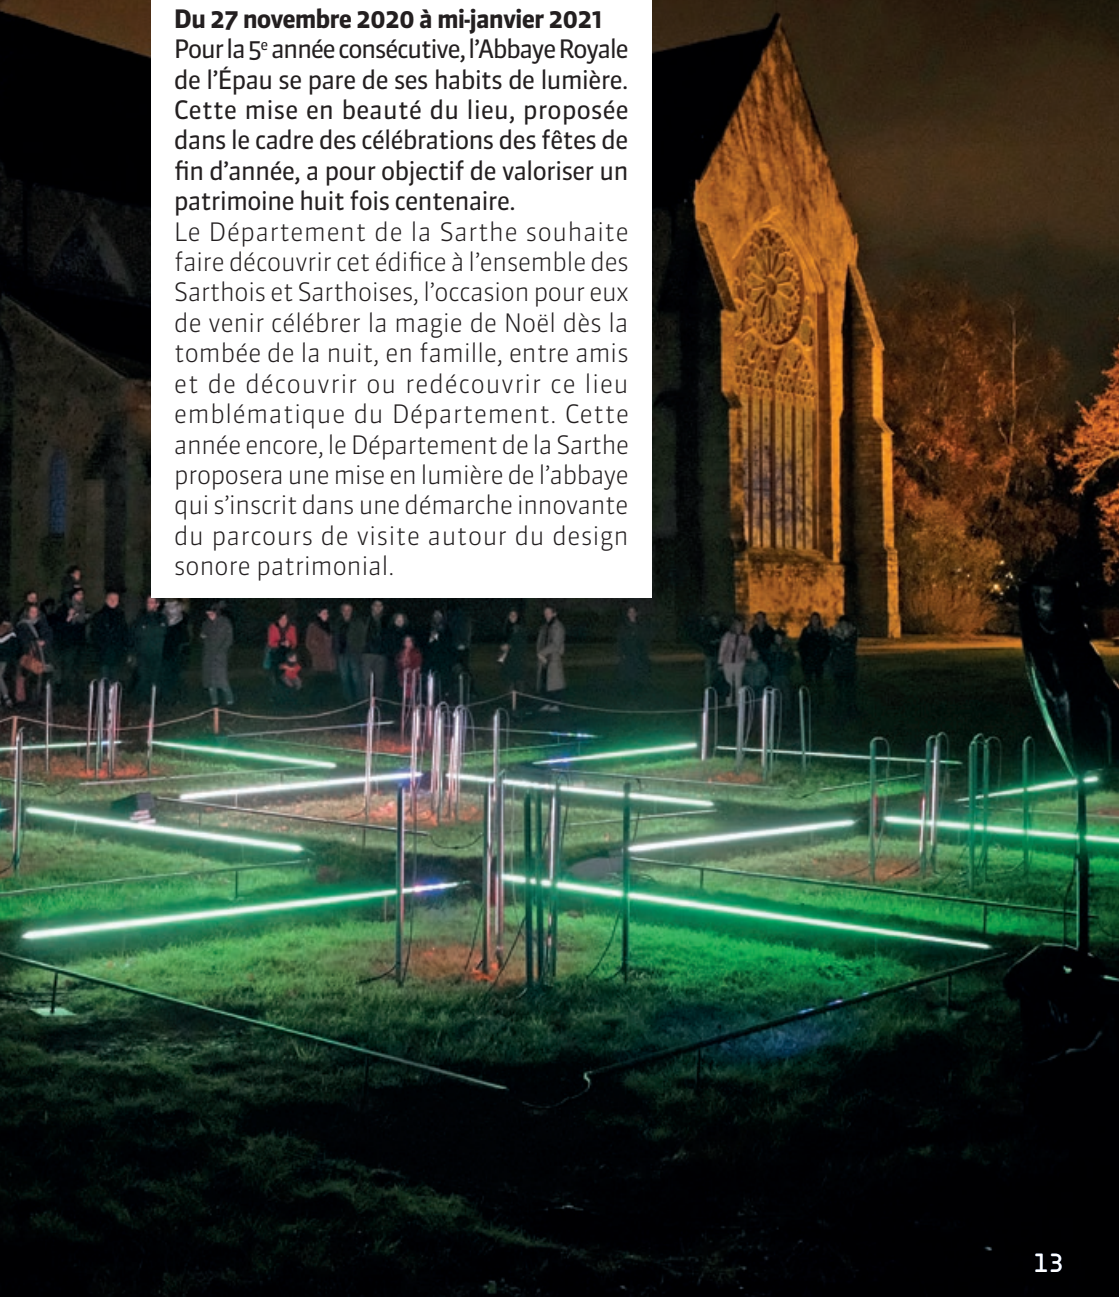 Du 27 novembre 2020 à mi-janvier 2021
Pour la 5e année consécutive, l'Abbaye Royale
de l'Épau se pare de ses habits de lumière.
Cette mise en beauté du lieu, proposée
dans le cadre des célébrations des fêtes de
fin d'année, a pour objectif de valoriser un
patrimoine huit fois centenaire.
Le Département de la Sarthe souhaite
faire découvrir cet édifice à l'ensemble des
Sarthois et Sarthoises, l'occasion pour eux
de venir célébrer la magie de Noël dès la
tombée de la nuit, en famille, entre amis
et de découvrir ou redécouvrir ce lieu
emblématique du Département. Cette
année encore, le Département de la Sarthe
proposera une mise en lumière de l'abbaye
qui s'inscrit dans une démarche innovante
du parcours de visite autour du design
sonore patrimonial.
13